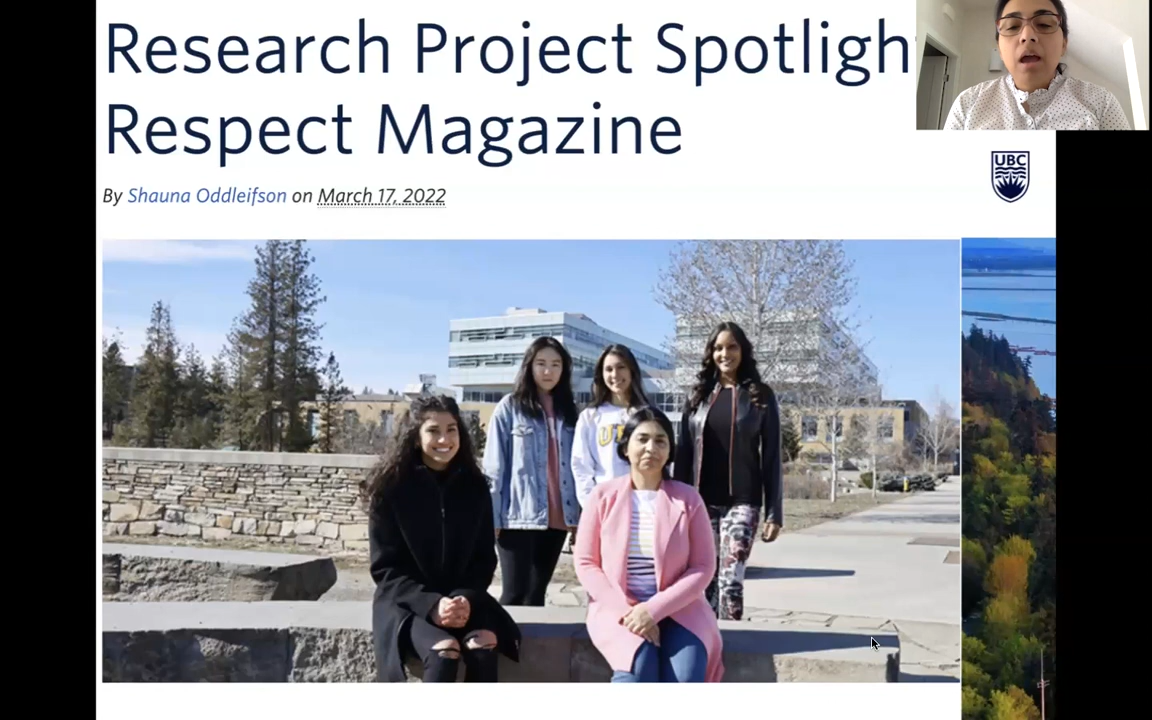 Research Project Spotligh
Respect Magazine
By Shauna Oddleifson on March 17, 2022
UBC